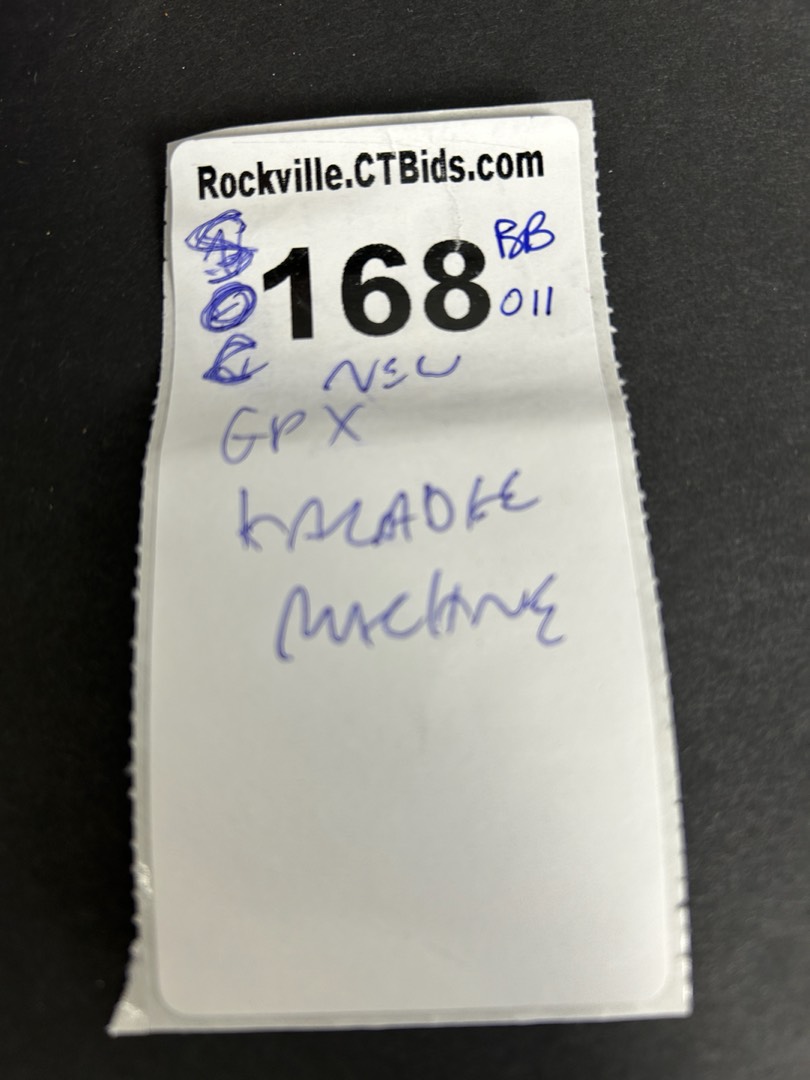 Rockville.CTBids.com
168
BB
011
NEW
GPX
KARAOKE
MACHINE